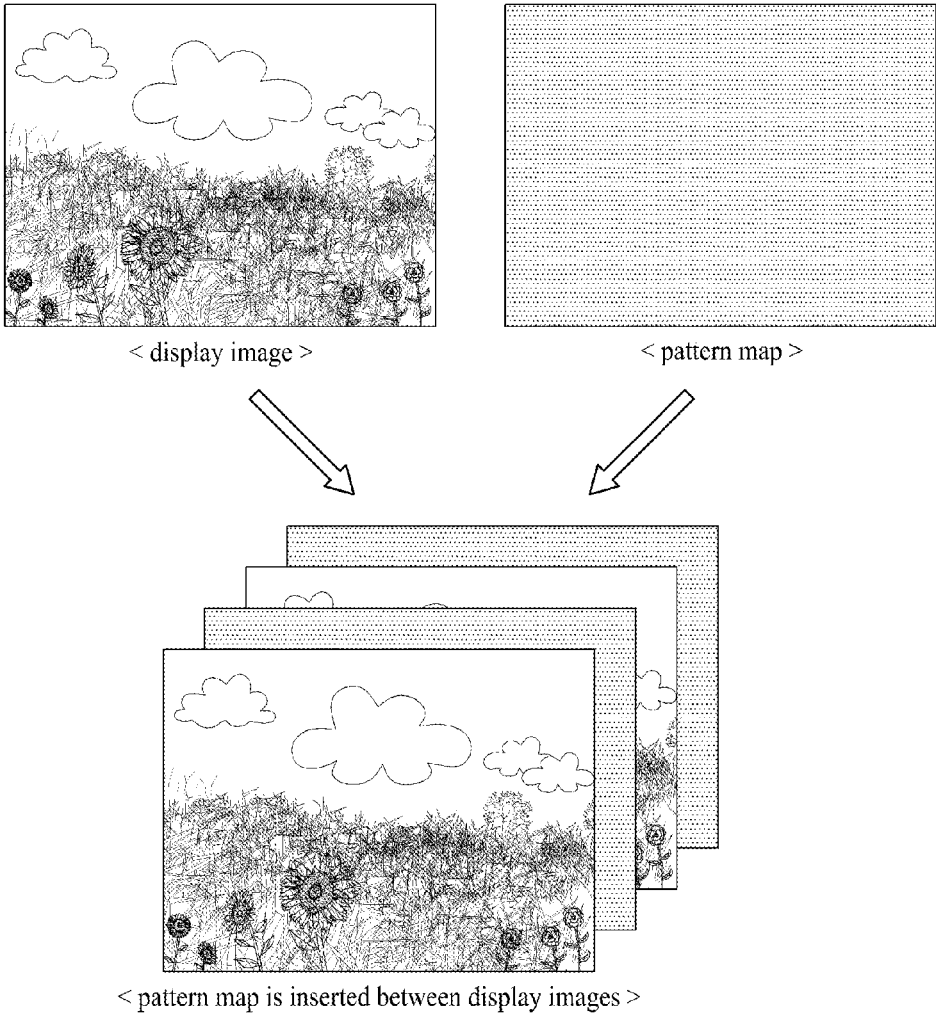 < display image >
< pattern map >
< pattern map is inserted between display images >